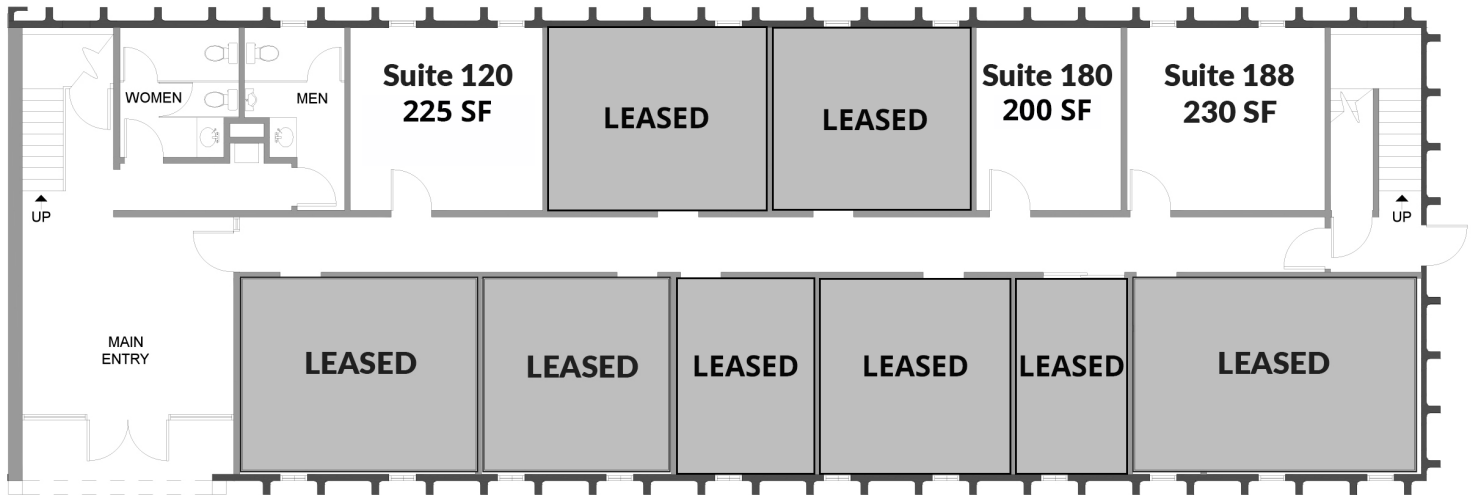 WOMEN
MEN
Suite 120
225 SF
LEASED
LEASED
Suite 180
200 SF
Suite 188
230 SF
UP
UP
MAIN
ENTRY
LEASED
LEASED
LEASED
LEASED
LEASED
LEASED